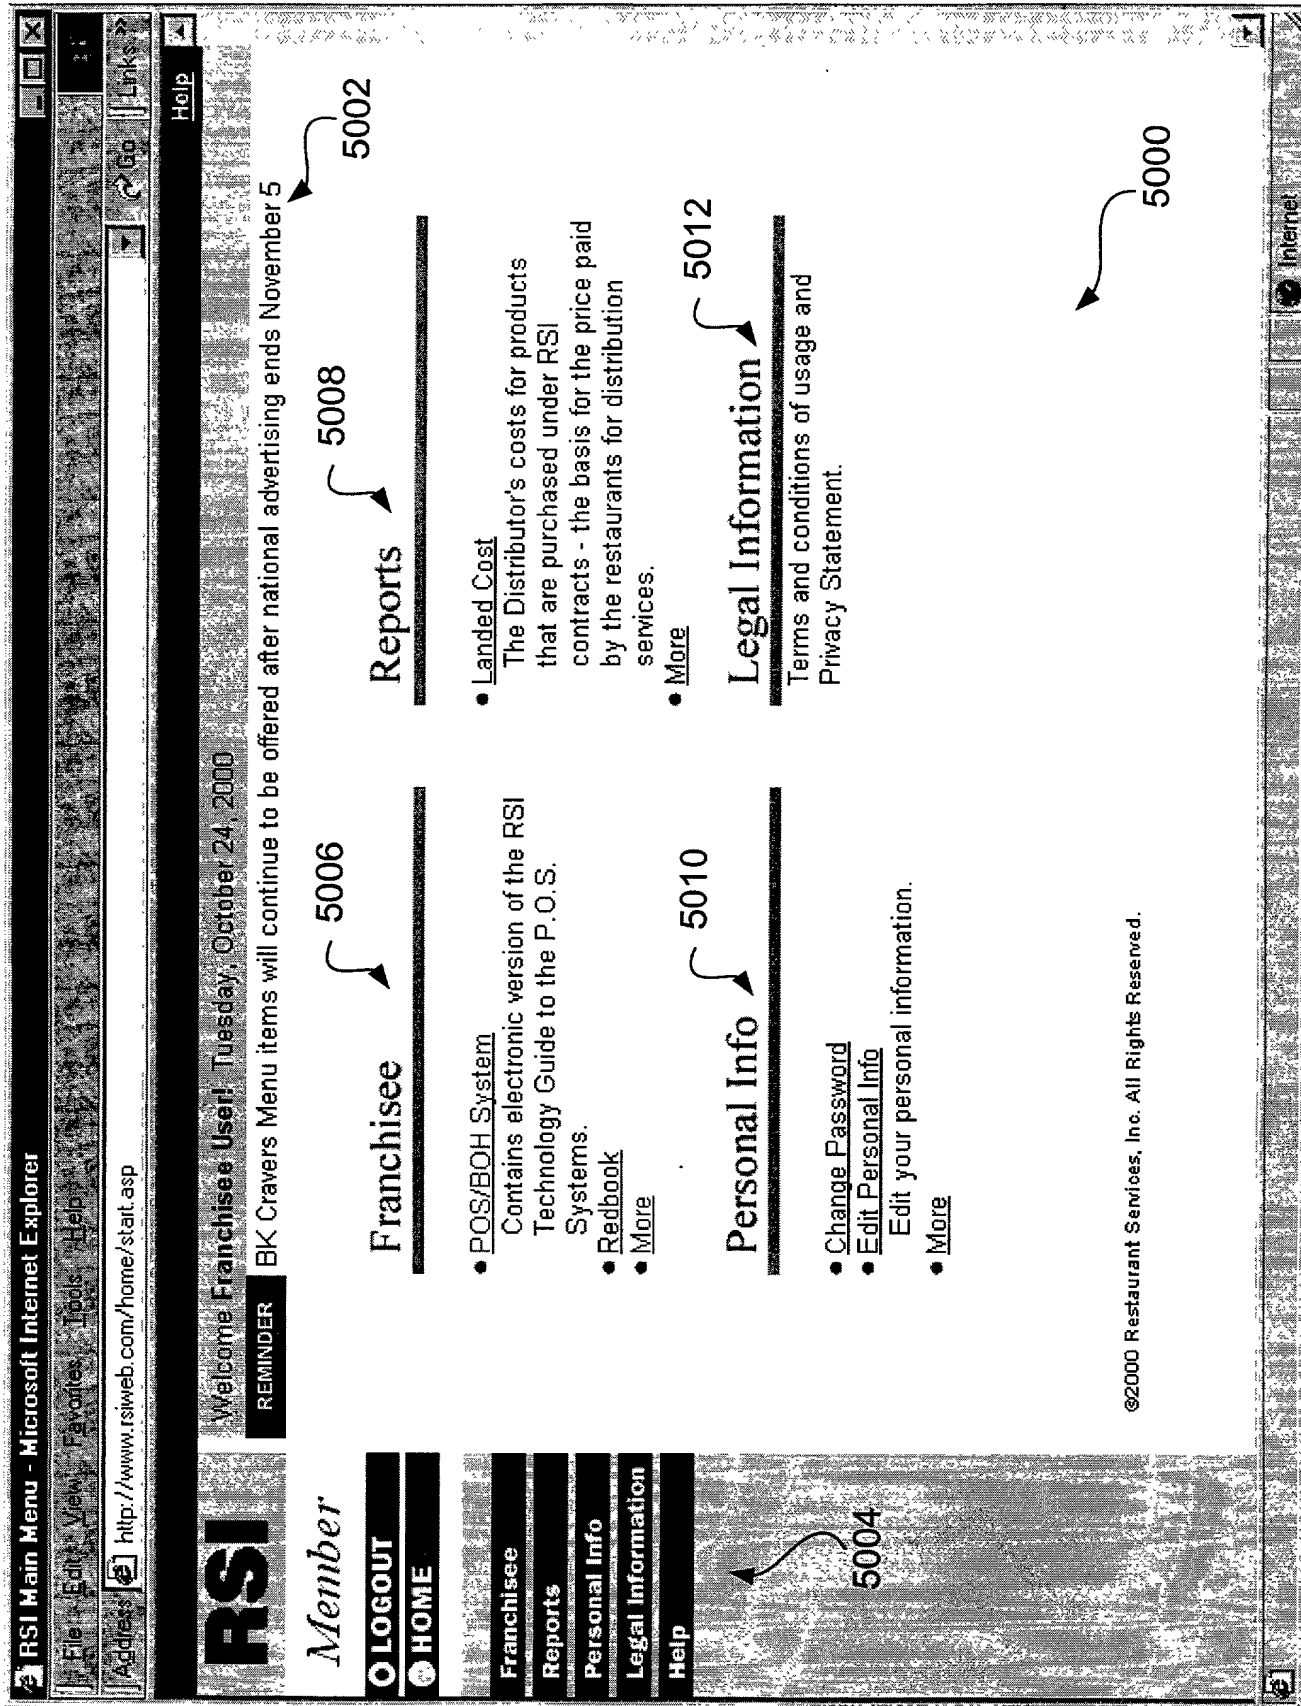 RSI Main Menu - Microsoft Internet Explorer
File Edit View Favorites Tools Help
Address http://www.rsiweb.com/home/start.asp Go Links »
Help
RSI
Welcome Franchisee User! Tuesday, October 24, 2000
REMINDER BK Cravers Menu items will continue to be offered after national advertising ends November 5
5002
Member
LOGOUT
HOME
Franchisee
Reports
Personal Info
Legal Information
Help
5004
Franchisee
5006
• POS/BOH System
Contains electronic version of the RSI
Technology Guide to the P.O.S.
Systems.
• Redbook
• More
Reports
5008
• Landed Cost
The Distributor's costs for products
that are purchased under RSI
contracts - the basis for the price paid
by the restaurants for distribution
services.
• More
Personal Info
5010
• Change Password
• Edit Personal Info
Edit your personal information.
• More
Legal Information
5012
Terms and conditions of usage and
Privacy Statement.
5000
©2000 Restaurant Services, Inc. All Rights Reserved.
Internet